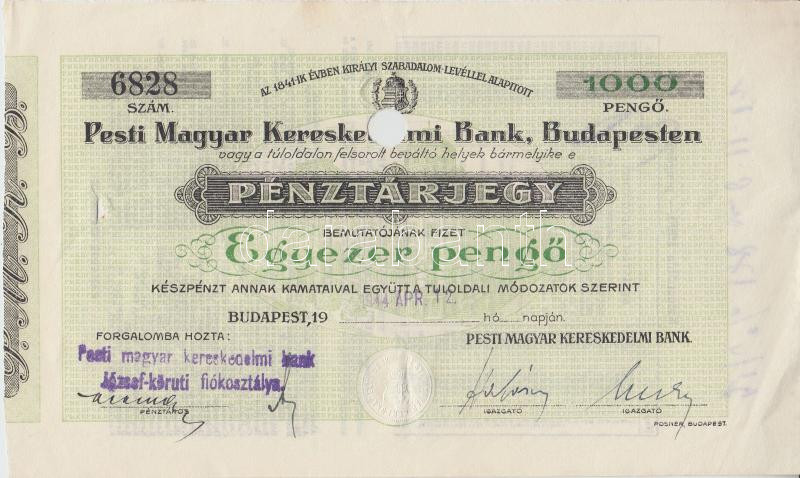 AZ 1841-IK ÉVBEN KIRÁLYI SZABADALOM-LEVÉLLEL ALAPÍTOTT
6828
SZÁM.
1000
PENGŐ.
Pesti Magyar Kereskedelmi Bank, Budapesten
vagy a túloldalon felsorolt beváltó helyek bármelyike e
PÉNZTÁRJEGY
BEMUTATÓJÁNAK FIZET
Egyezer pengő
KÉSZPÉNZT ANNAK KAMATAIVAL EGYÜTT A TÚLOLDALI MÓDOZATOK SZERINT
1944 ÁPR. 12.
BUDAPEST, 19 hó napján.
FORGALOMBA HOZTA:
PESTI MAGYAR KERESKEDELMI BANK.
Pesti magyar kereskedelmi bank
József-körúti fiókosztálya.
PÉNZTÁROS
IGAZGATÓ
IGAZGATÓ
POSNER, BUDAPEST.
P. M. K. B.